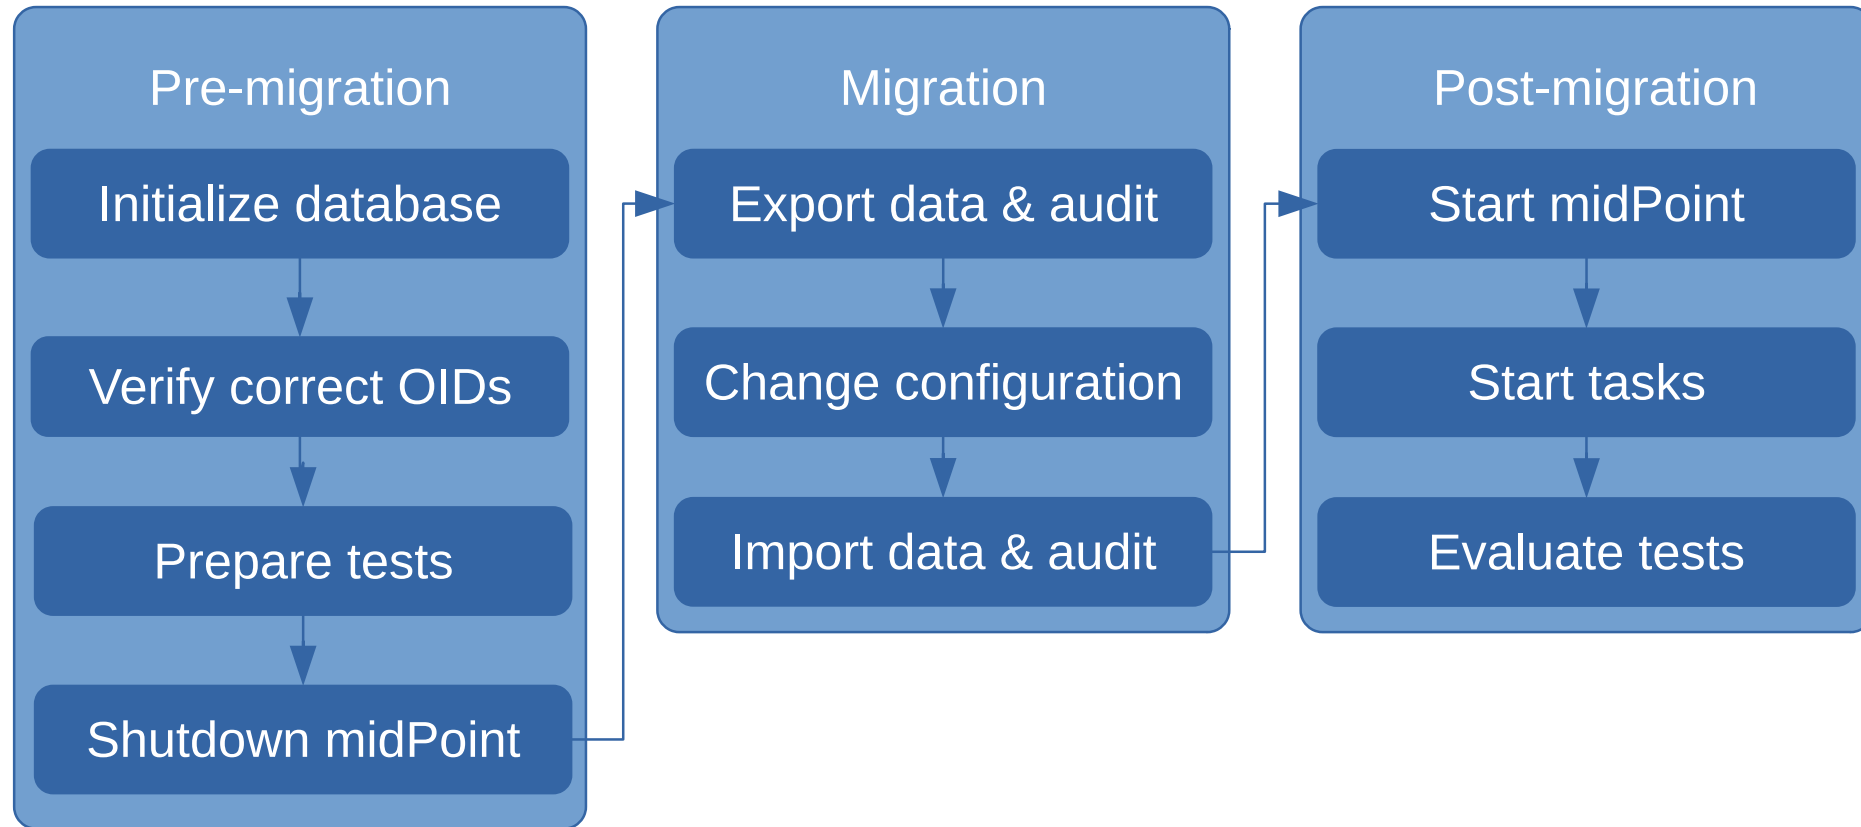 Pre-migration
Initialize database
Verify correct OIDs
Prepare tests
Shutdown midPoint
Migration
Export data & audit
Change configuration
Import data & audit
Post-migration
Start midPoint
Start tasks
Evaluate tests